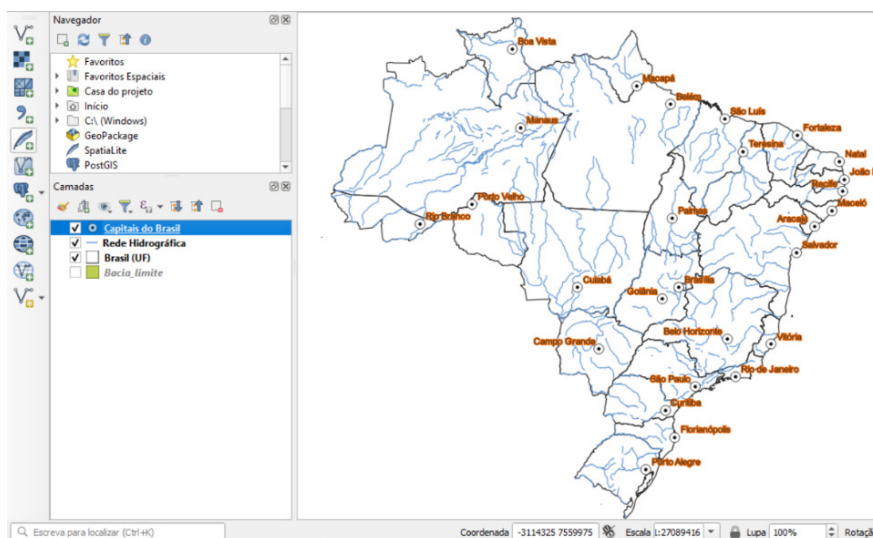 Navegador
Favoritos
Favoritos Espaciais
Casa do projeto
Início
C:\ (Windows)
GeoPackage
SpatiaLite
PostGIS
Camadas
Capitais do Brasil
Rede Hidrográfica
Brasil (UF)
Bacia_limite
Boa Vista
Macapá
Belém
São Luís
Manaus
Fortaleza
Teresina
Natal
João
Recife
Porto Velho
Maceió
Rio Branco
Palmas
Aracaju
Salvador
Cuiabá
Brasília
Goiânia
Belo Horizonte
Vitória
Campo Grande
Rio de Janeiro
São Paulo
Curitiba
Florianópolis
Porto Alegre
Escreva para localizar (Ctrl+K)
Coordenada -3114325 7559975 Escala 1:27089416 Lupa 100% Rotação